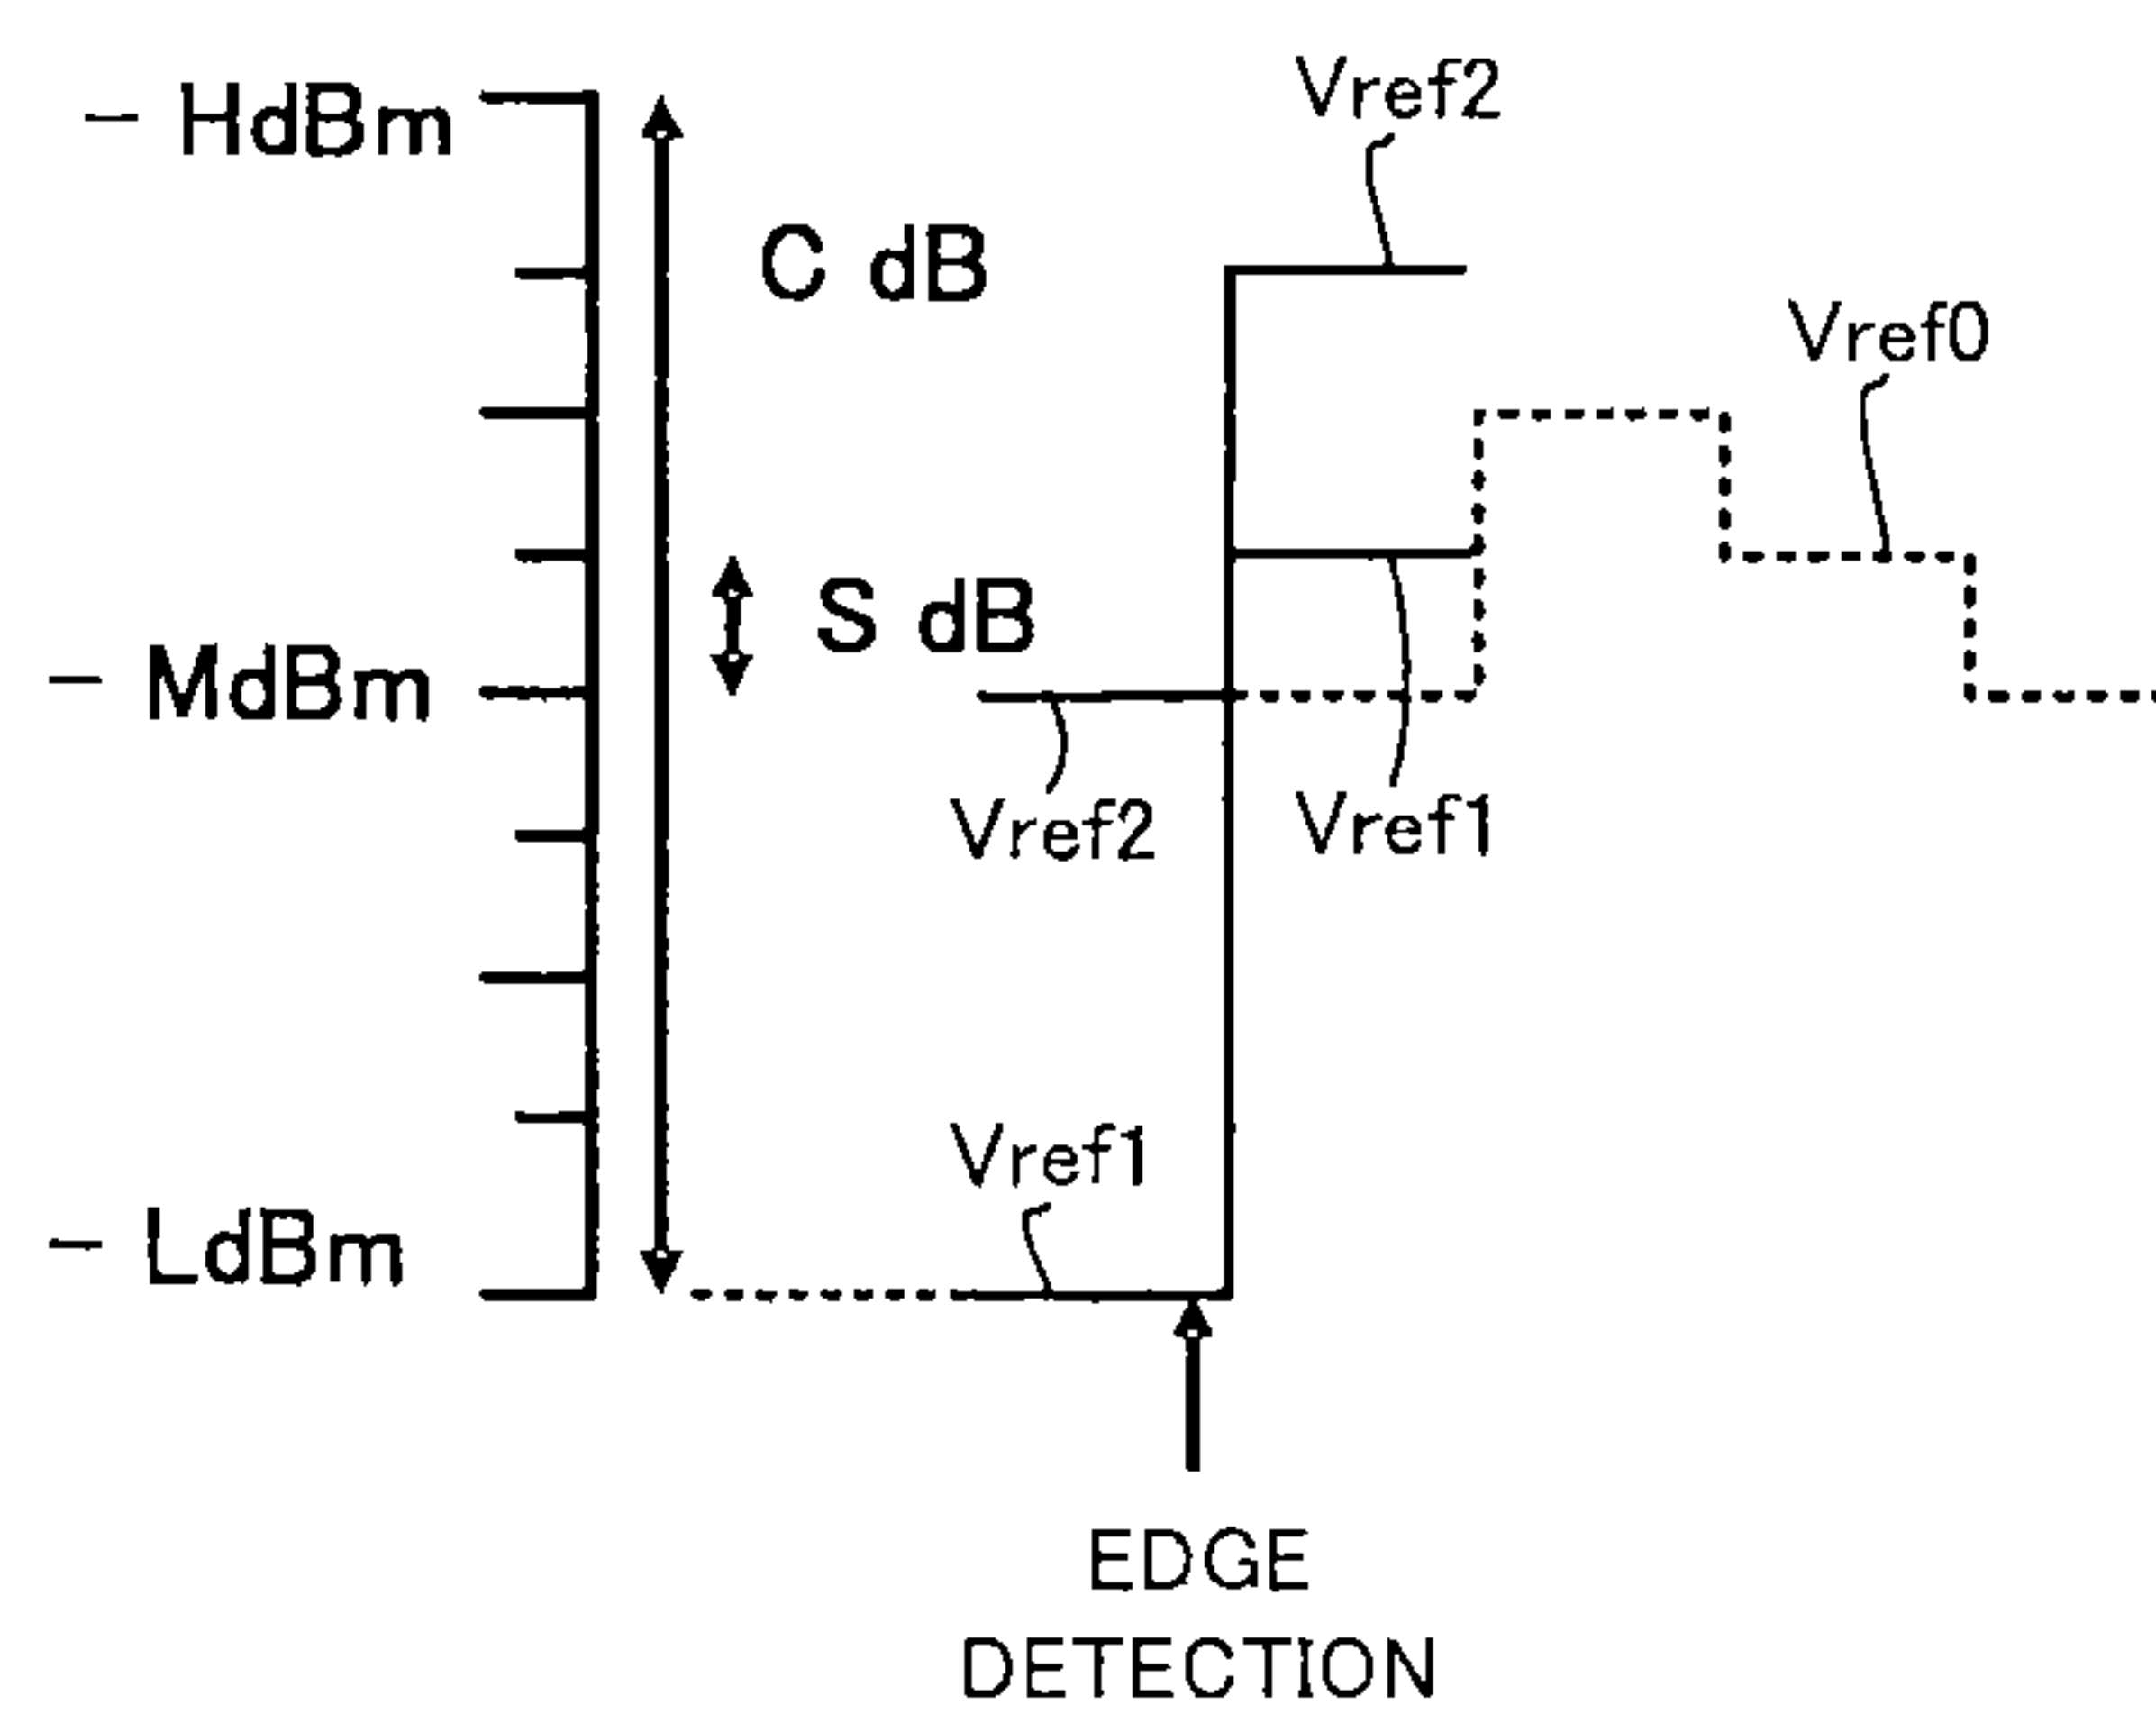 Vref2
− HdBm
C dB
Vref0
S dB
− MdBm
Vref2
Vref1
Vref1
− LdBm
EDGE
DETECTION